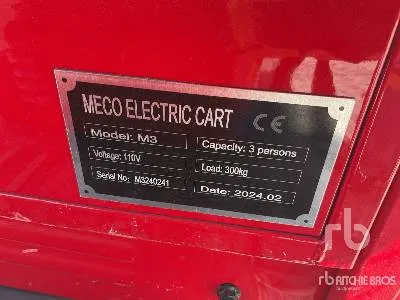 MECO ELECTRIC CART CE
Model: M3
Capacity: 3 persons
Voltage: 110V
Load: 300kg
Serial No: M3240241
Date: 2024.02
rb
rb RITCHIE BROS.